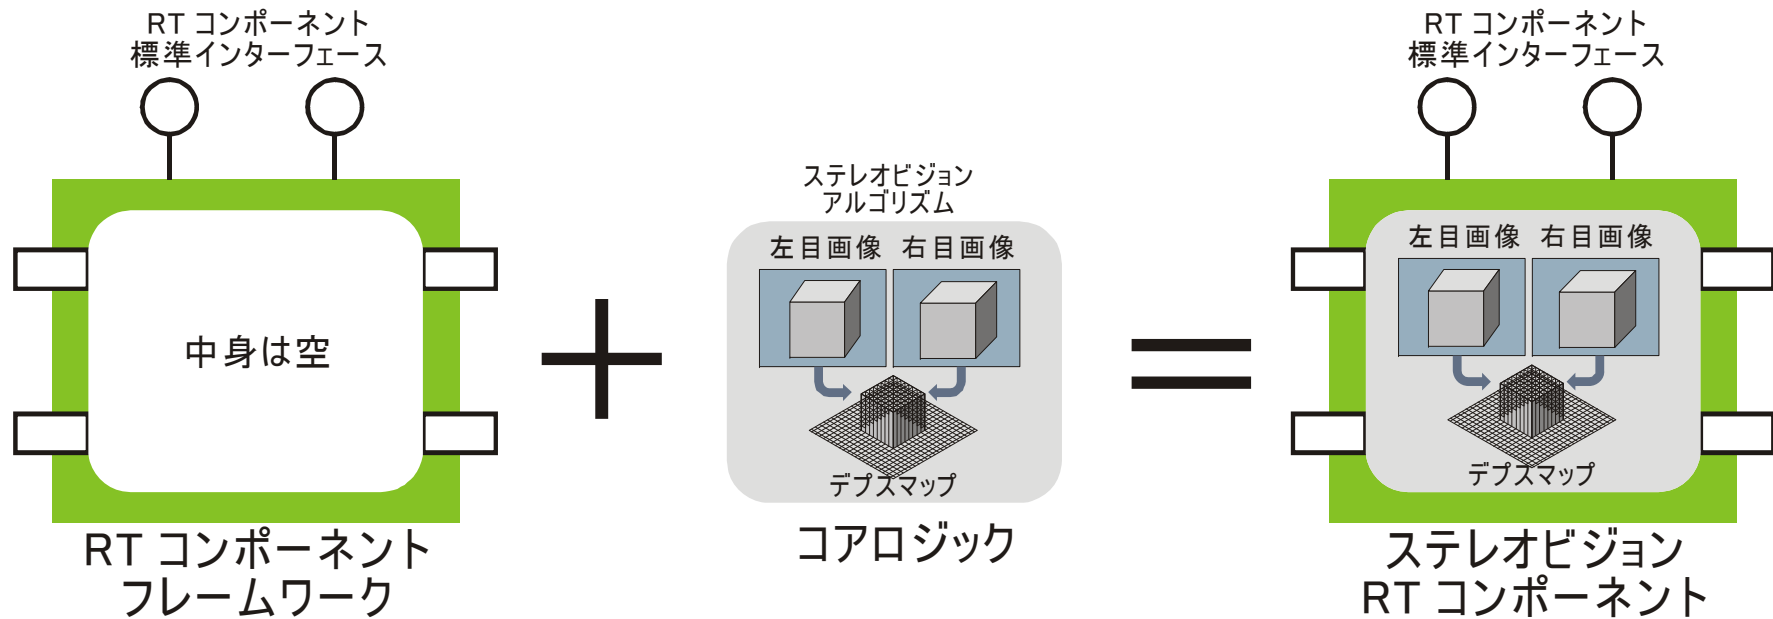 RT コンポーネント
標準インターフェース
中身は空
RT コンポーネント
フレームワーク
ステレオビジョン
アルゴリズム
左目画像 右目画像
デプスマップ
コアロジック
RT コンポーネント
標準インターフェース
左目画像 右目画像
デプスマップ
ステレオビジョン
RT コンポーネント